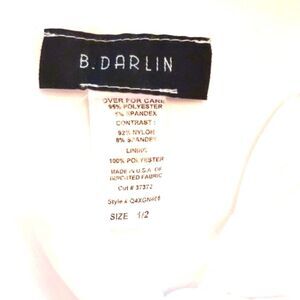 B. DARLIN
OVER FOR CARE
95% POLYESTER
5% SPANDEX
CONTRAST:
92% NYLON
8% SPANDEX
LINING
100% POLYESTER
MADE IN U.S.A. OF
IMPORTED FABRIC
Cut # 37372
Style #
SIZE 1/2